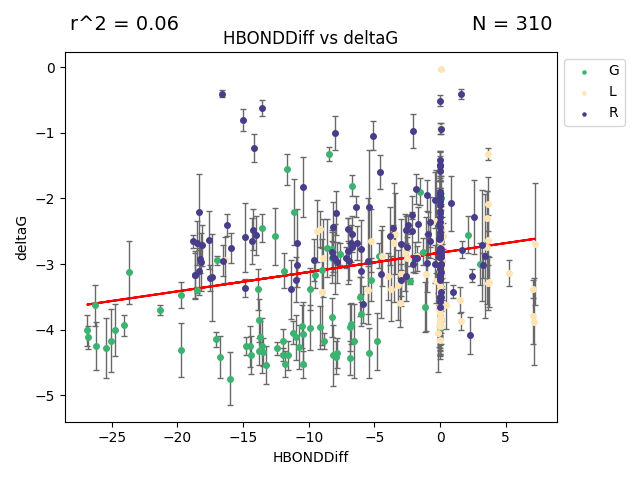 r^2 = 0.06
N = 310
HBONDDiff vs deltaG
G
L
R
deltaG
0
−1
−2
−3
−4
−5
−25
−20
−15
−10
−5
0
5
HBONDDiff